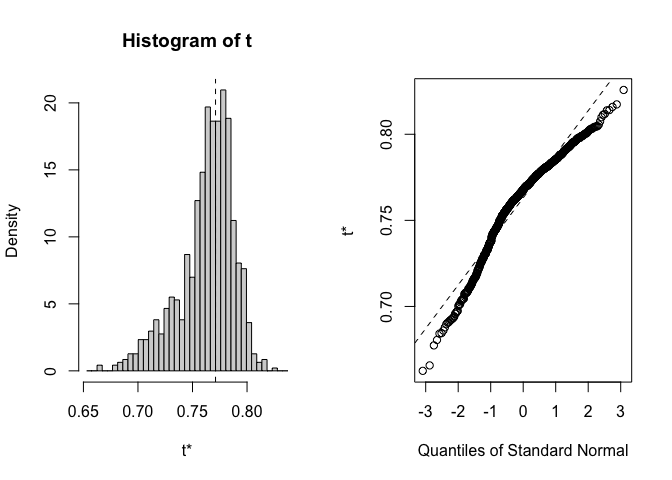 Histogram of t
Density
0
5
10
15
20
0.65 0.70 0.75 0.80
t*
t*
0.70
0.75
0.80
-3 -2 -1 0 1 2 3
Quantiles of Standard Normal